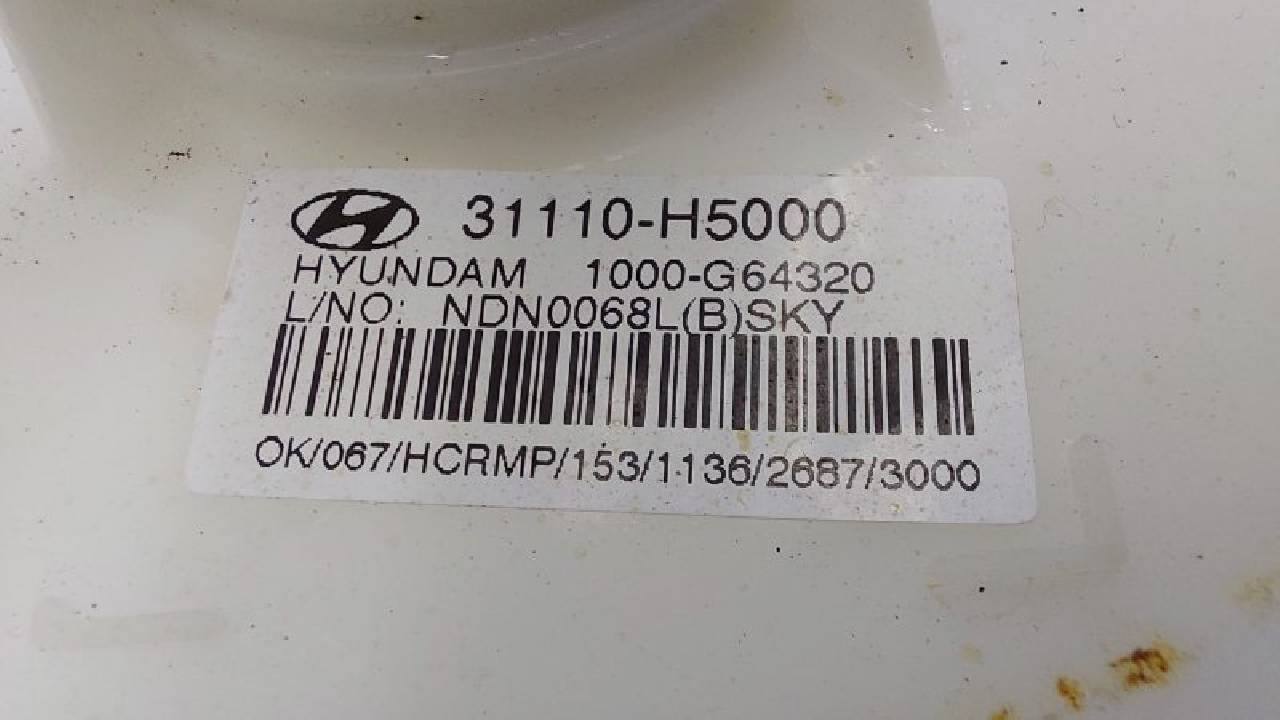 31110-H5000
HYUNDAM 1000-G64320
L/NO: NDN0068L(B)SKY
OK/067/HCRMP/153/1136/2687/3000